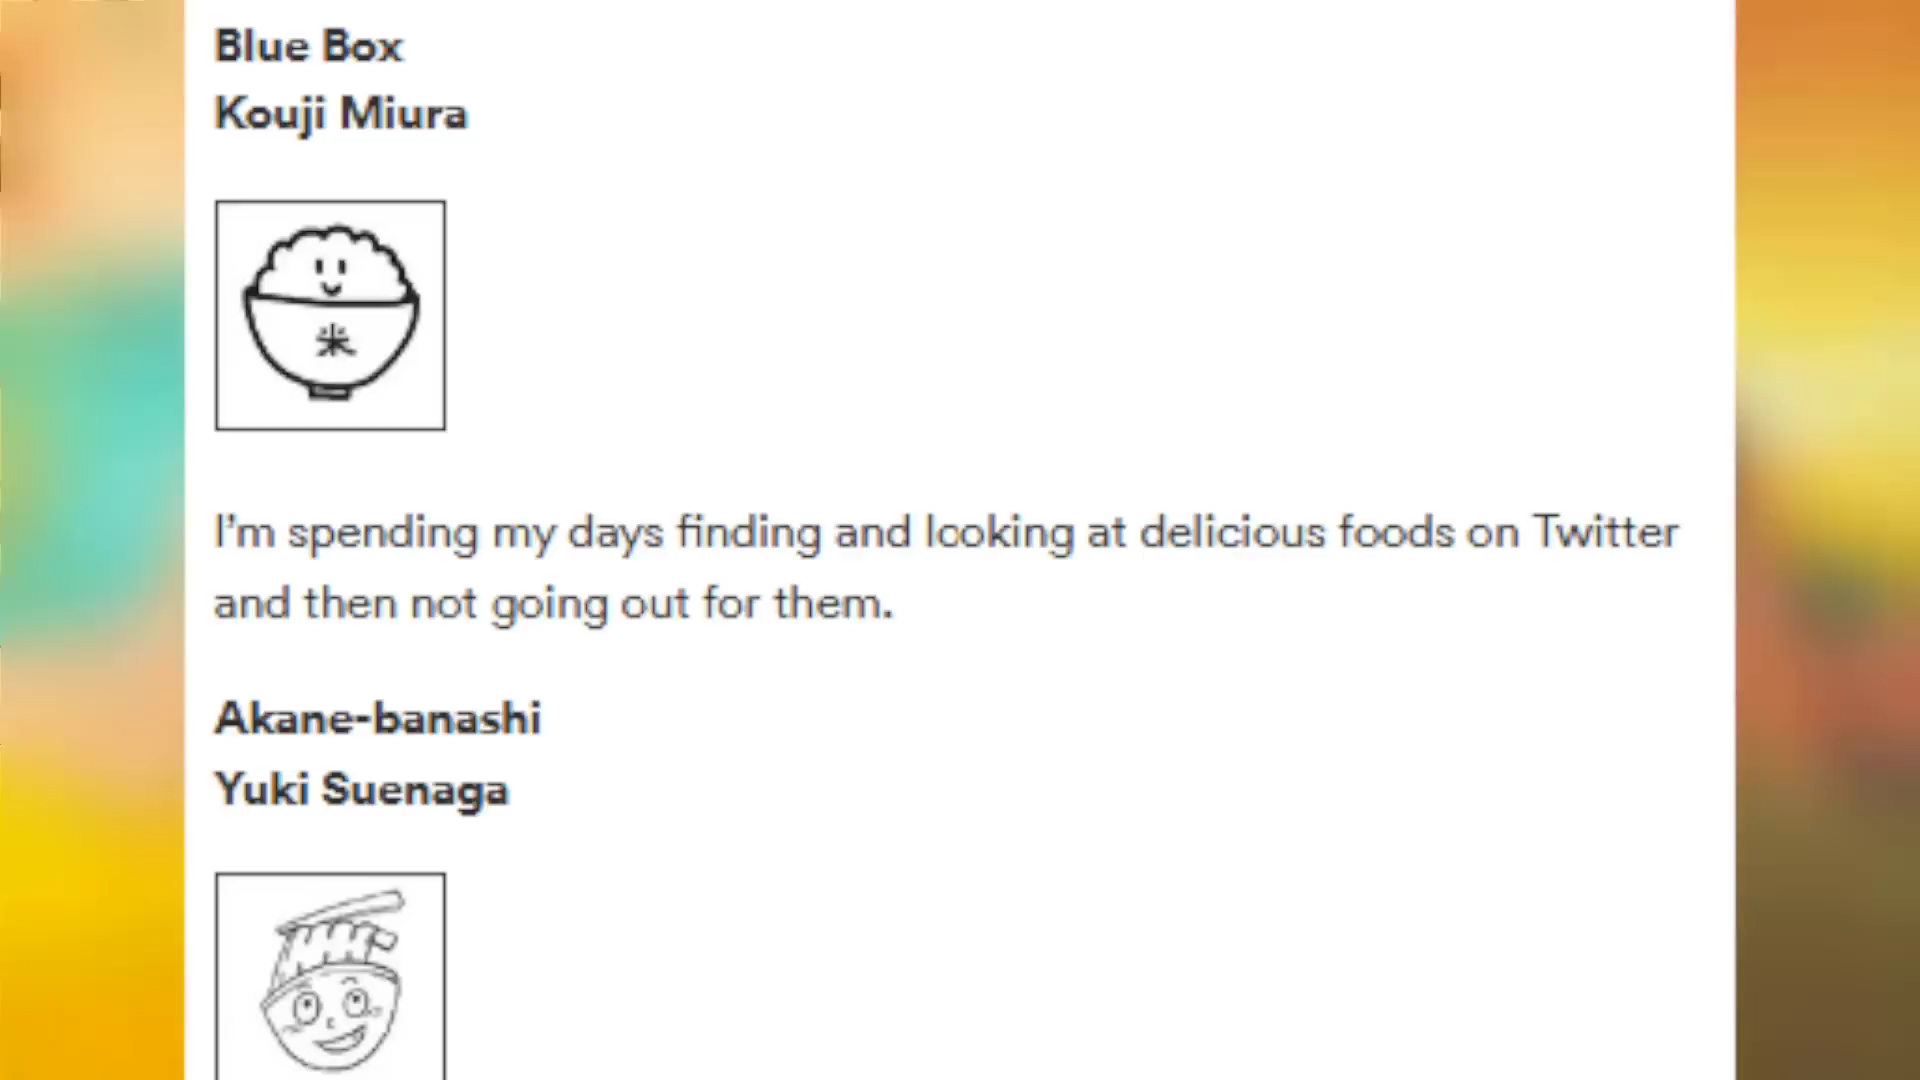 Blue Box
Kouji Miura
米
I'm spending my days finding and looking at delicious foods on Twitter
and then not going out for them.
Akane-banashi
Yuki Suenaga